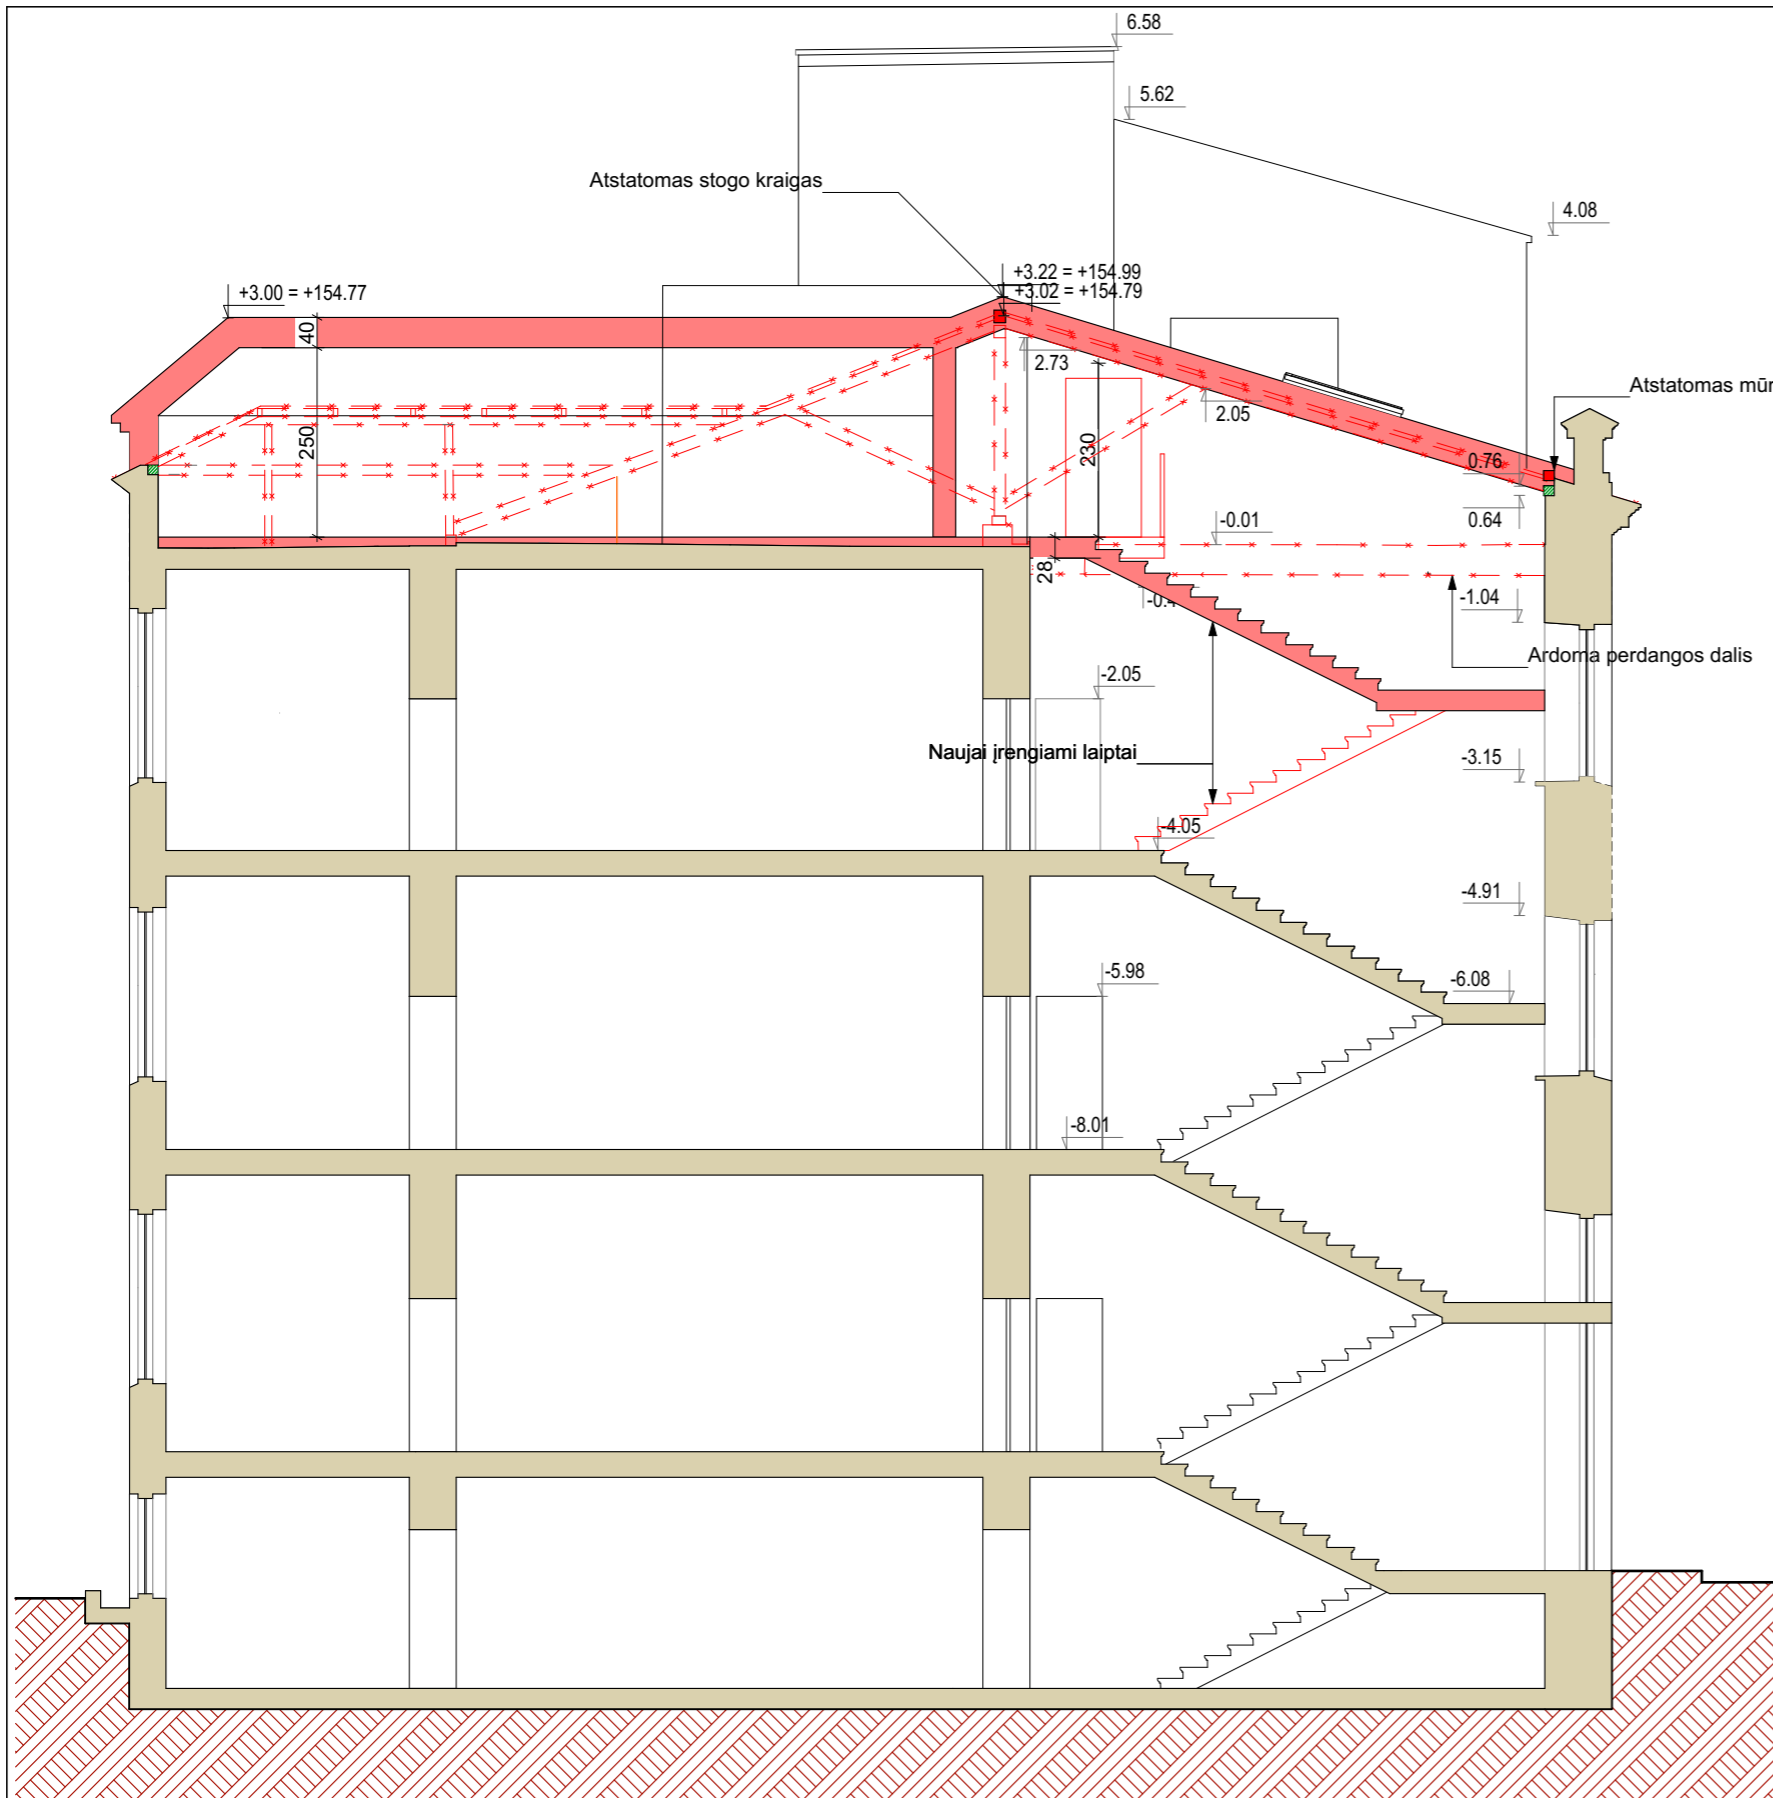 6.58
5.62
Atstatomas stogo kraigas
4.08
+3.22 = +154.99
+3.00 = +154.77
+3.02 = +154.79
40
2.73
Atstatomas mūr
2.05
250
230
0.76
0.64
-0.01
28
-1.04
Ardoma perdangos dalis
-2.05
Naujai įrengiami laiptai
-3.15
-4.05
-4.91
-5.98
-6.08
-8.01